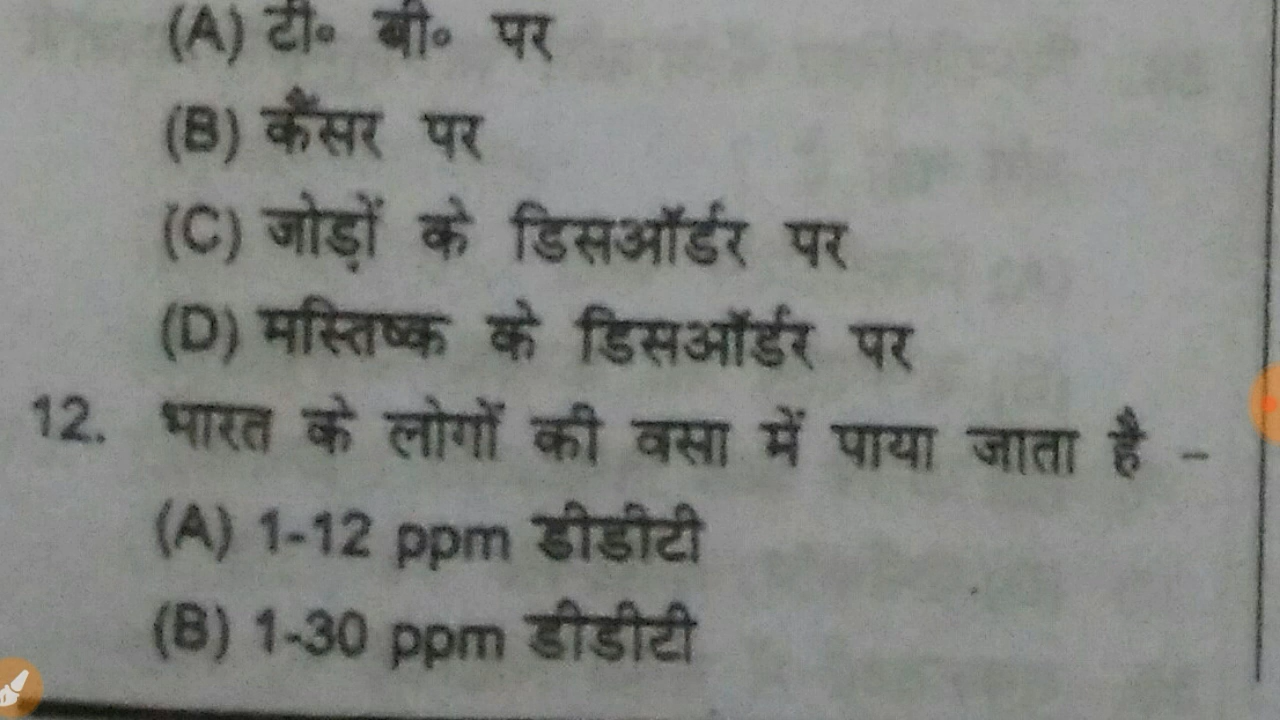 (A) टी॰ बी॰ पर
(B) कैंसर पर
(C) जोड़ों के डिसऑर्डर पर
(D) मस्तिष्क के डिसऑर्डर पर
12. भारत के लोगों की वसा में पाया जाता है –
(A) 1-12 ppm डीडीटी
(B) 1-30 ppm डीडीटी